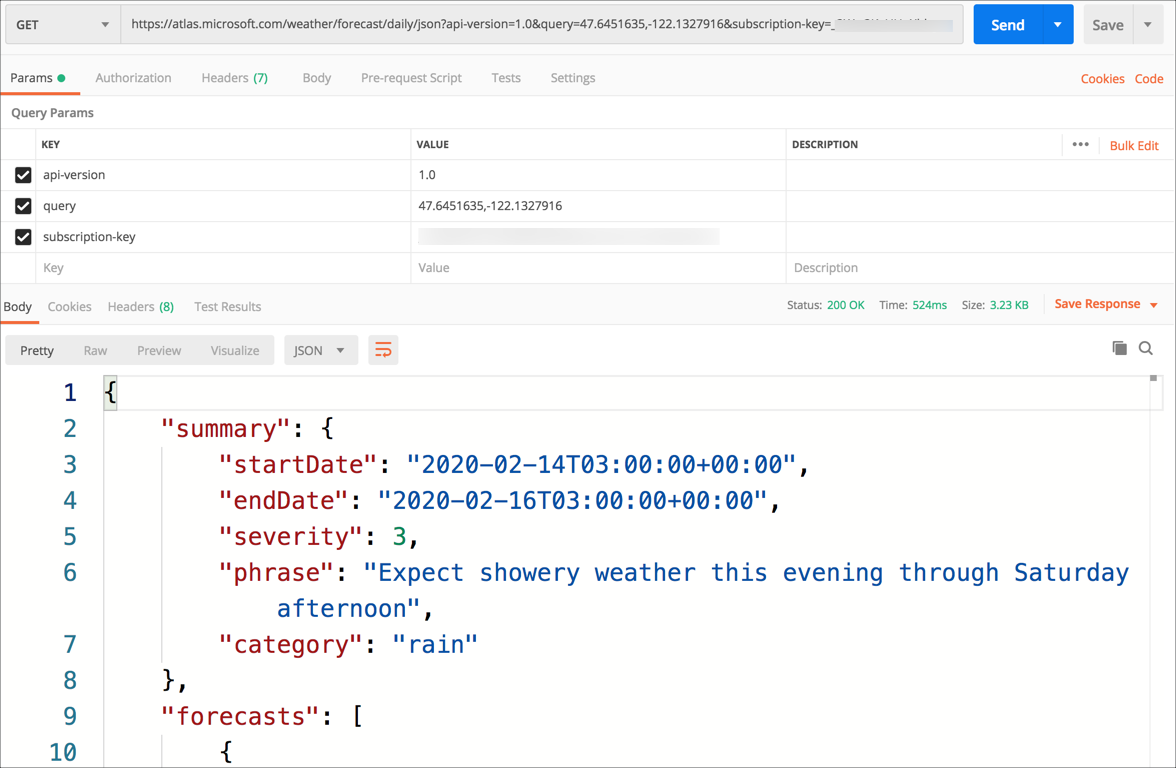 GET https://atlas.microsoft.com/weather/forecast/daily/json?api-version=1.0&query=47.6451635,-122.1327916&subscription-key=_ Send Save
Params Authorization Headers (7) Body Pre-request Script Tests Settings Cookies Code
Query Params
KEY VALUE DESCRIPTION ••• Bulk Edit
api-version 1.0
query 47.6451635,-122.1327916
subscription-key
Key Value Description
Body Cookies Headers (8) Test Results Status: 200 OK Time: 524ms Size: 3.23 KB Save Response
Pretty Raw Preview Visualize JSON
1 {
2 "summary": {
3 "startDate": "2020-02-14T03:00:00+00:00",
4 "endDate": "2020-02-16T03:00:00+00:00",
5 "severity": 3,
6 "phrase": "Expect showery weather this evening through Saturday
afternoon",
7 "category": "rain"
8 },
9 "forecasts": [
10 {